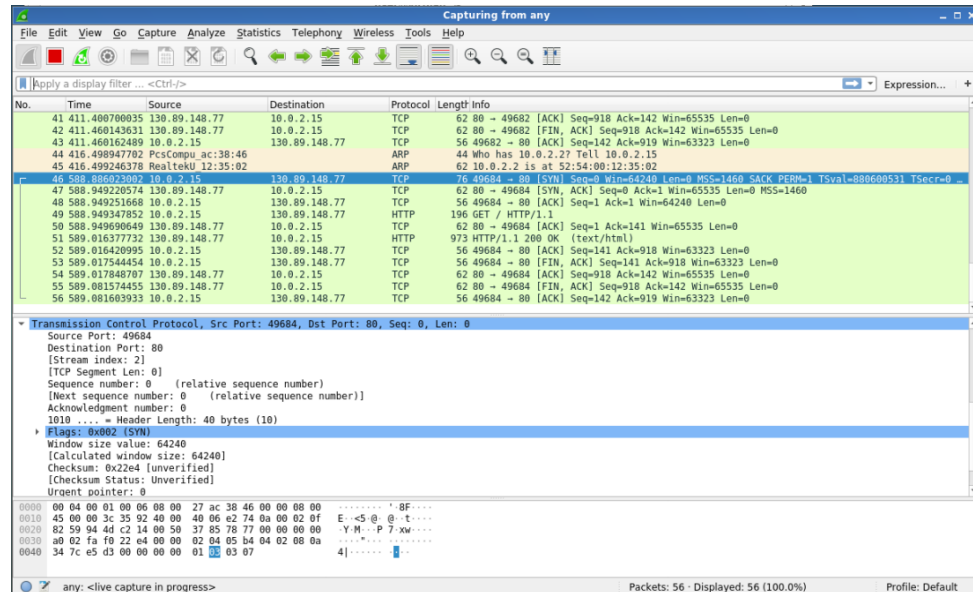 Capturing from any
File Edit View Go Capture Analyze Statistics Telephony Wireless Tools Help
Apply a display filter ... <Ctrl-/> Expression... +
No. Time Source Destination Protocol Length Info
41 411.400700035 130.89.148.77 10.0.2.15 TCP 62 80 → 49682 [ACK] Seq=918 Ack=142 Win=65535 Len=0
42 411.460143631 130.89.148.77 10.0.2.15 TCP 62 80 → 49682 [FIN, ACK] Seq=918 Ack=142 Win=65535 Len=0
43 411.460162489 10.0.2.15 130.89.148.77 TCP 56 49682 → 80 [ACK] Seq=142 Ack=919 Win=63323 Len=0
44 416.498947702 PcsCompu_ac:38:46 ARP 44 Who has 10.0.2.2? Tell 10.0.2.15
45 416.499246378 RealtekU_12:35:02 ARP 62 10.0.2.2 is at 52:54:00:12:35:02
46 588.886023002 10.0.2.15 130.89.148.77 TCP 76 49684 → 80 [SYN] Seq=0 Win=64240 Len=0 MSS=1460 SACK_PERM=1 TSval=880600531 TSecr=0 …
47 588.949220574 130.89.148.77 10.0.2.15 TCP 62 80 → 49684 [SYN, ACK] Seq=0 Ack=1 Win=65535 Len=0 MSS=1460
48 588.949251668 10.0.2.15 130.89.148.77 TCP 56 49684 → 80 [ACK] Seq=1 Ack=1 Win=64240 Len=0
49 588.949347852 10.0.2.15 130.89.148.77 HTTP 196 GET / HTTP/1.1
50 588.949690649 130.89.148.77 10.0.2.15 TCP 62 80 → 49684 [ACK] Seq=1 Ack=141 Win=65535 Len=0
51 589.016377732 130.89.148.77 10.0.2.15 HTTP 973 HTTP/1.1 200 OK (text/html)
52 589.016420995 10.0.2.15 130.89.148.77 TCP 56 49684 → 80 [ACK] Seq=141 Ack=918 Win=63323 Len=0
53 589.017544454 10.0.2.15 130.89.148.77 TCP 56 49684 → 80 [FIN, ACK] Seq=141 Ack=918 Win=63323 Len=0
54 589.017848707 130.89.148.77 10.0.2.15 TCP 62 80 → 49684 [ACK] Seq=918 Ack=142 Win=65535 Len=0
55 589.081574455 130.89.148.77 10.0.2.15 TCP 62 80 → 49684 [FIN, ACK] Seq=918 Ack=142 Win=65535 Len=0
56 589.081603933 10.0.2.15 130.89.148.77 TCP 56 49684 → 80 [ACK] Seq=142 Ack=919 Win=63323 Len=0
Transmission Control Protocol, Src Port: 49684, Dst Port: 80, Seq: 0, Len: 0
Source Port: 49684
Destination Port: 80
[Stream index: 2]
[TCP Segment Len: 0]
Sequence number: 0 (relative sequence number)
[Next sequence number: 0 (relative sequence number)]
Acknowledgment number: 0
1010 .... = Header Length: 40 bytes (10)
Flags: 0x002 (SYN)
Window size value: 64240
[Calculated window size: 64240]
Checksum: 0x22e4 [unverified]
[Checksum Status: Unverified]
Urgent pointer: 0
0000 00 04 00 01 00 06 08 00 27 ac 38 46 00 00 08 00 ········ '·8F····
0010 45 00 00 3c 35 92 40 00 40 06 e2 74 0a 00 02 0f E··<5·@· @··t····
0020 82 59 94 4d c2 14 00 50 37 85 78 77 00 00 00 00 ·Y·M···P 7·xw····
0030 a0 02 fa f0 22 e4 00 00 02 04 05 b4 04 02 08 0a ····"··· ········
0040 34 7c e5 d3 00 00 00 00 01 03 03 07 4|······ ····
any: <live capture in progress> Packets: 56 · Displayed: 56 (100.0%) Profile: Default